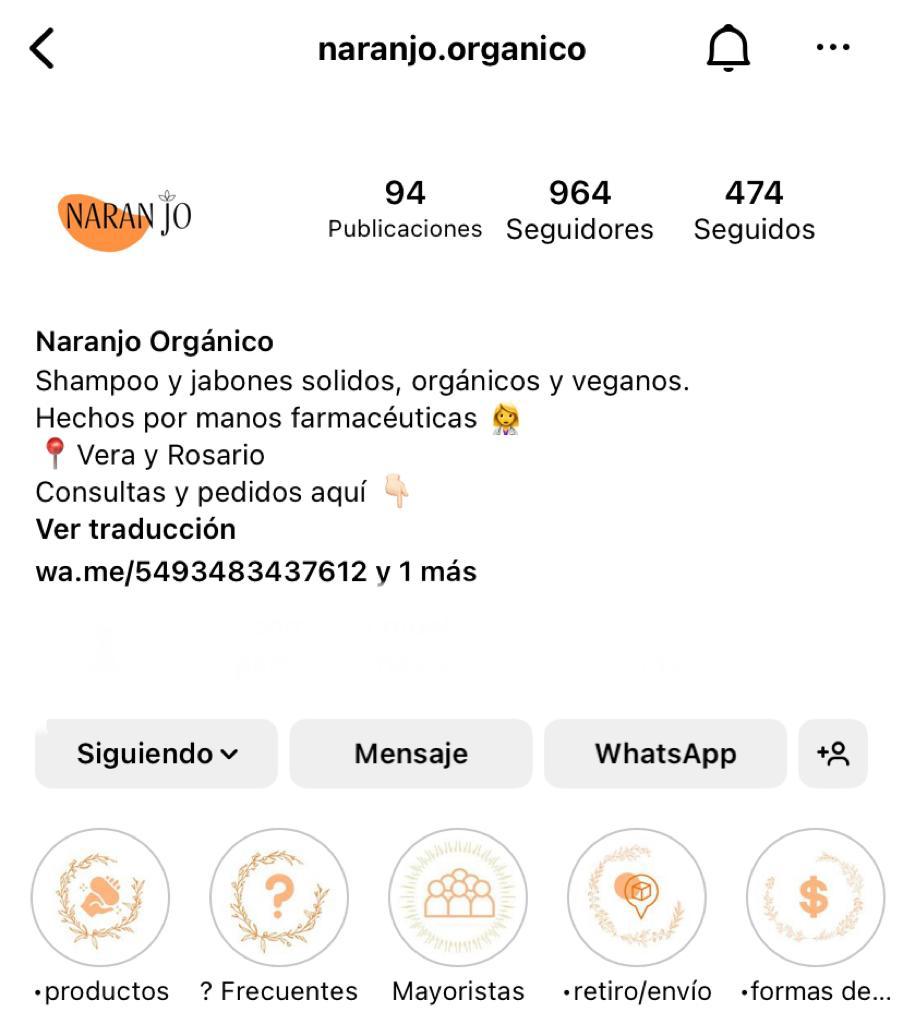 naranjo.organico
NARANJO
94
Publicaciones
964
Seguidores
474
Seguidos
Naranjo Orgánico
Shampoo y jabones solidos, orgánicos y veganos.
Hechos por manos farmacéuticas 👩‍⚕️
📍 Vera y Rosario
Consultas y pedidos aquí 👇🏻
Ver traducción
wa.me/5493483437612 y 1 más
Siguiendo
Mensaje
WhatsApp
?
$
•productos
? Frecuentes
Mayoristas
•retiro/envío
•formas de...